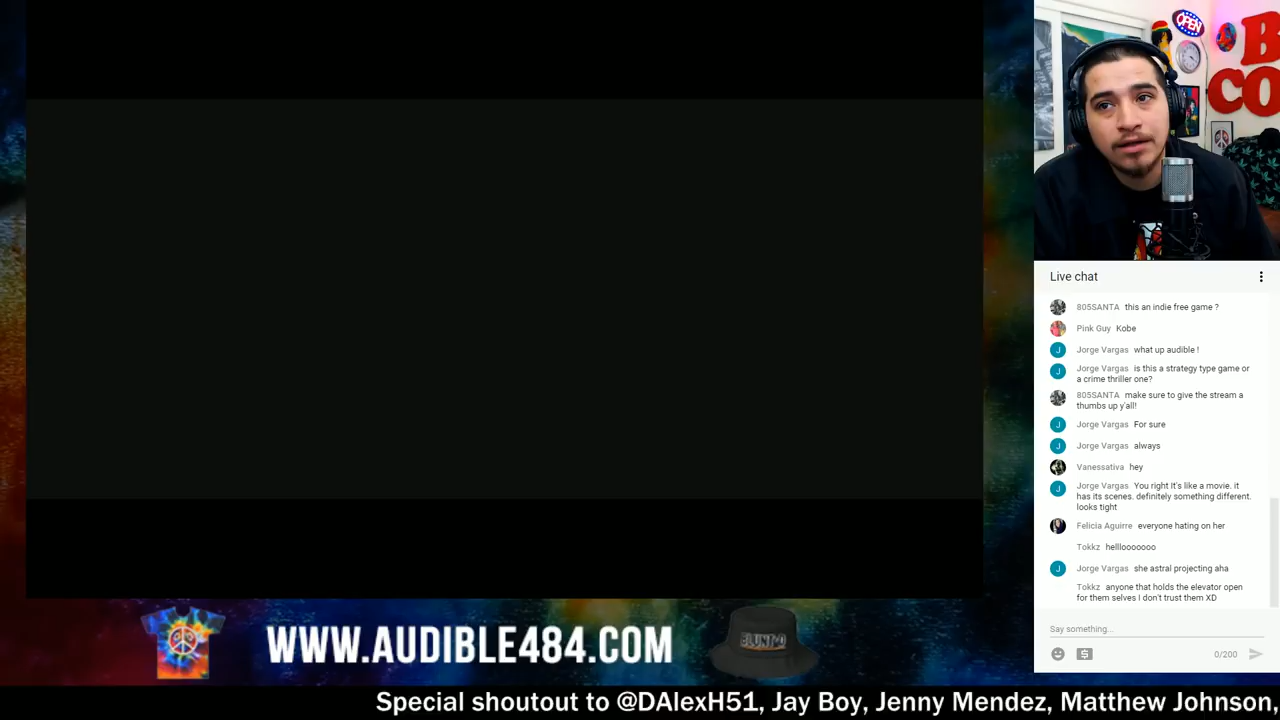 OPEN
B
CO
Live chat
805SANTA this an indie free game ?
Pink Guy Kobe
Jorge Vargas what up audible !
Jorge Vargas is this a strategy type game or
a crime thriller one?
805SANTA make sure to give the stream a
thumbs up y'all!
Jorge Vargas For sure
Jorge Vargas always
Vanessativa hey
Jorge Vargas You right It's like a movie. it
has its scenes. definitely something different.
looks tight
Felicia Aguirre everyone hating on her
Tokkz hellloooooooo
Jorge Vargas she astral projecting aha
Tokkz anyone that holds the elevator open
for them selves I don't trust them XD
Say something...
0/200
WWW.AUDIBLE484.COM
Special shoutout to @DAlexH51, Jay Boy, Jenny Mendez, Matthew Johnson,